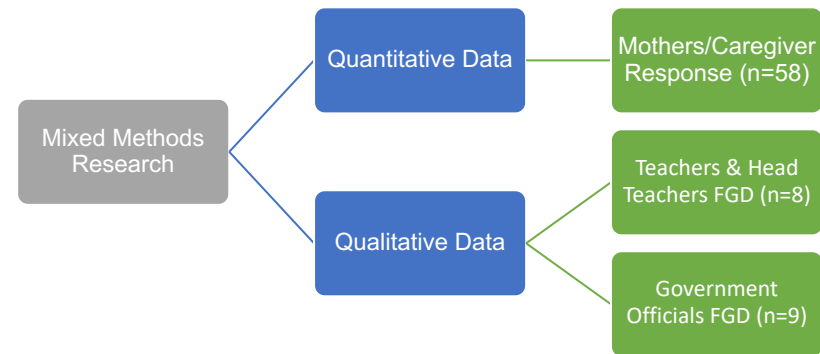 Mixed Methods
Research
Quantitative Data
Qualitative Data
Mothers/Caregiver
Response (n=58)
Teachers & Head
Teachers FGD (n=8)
Government
Officials FGD (n=9)